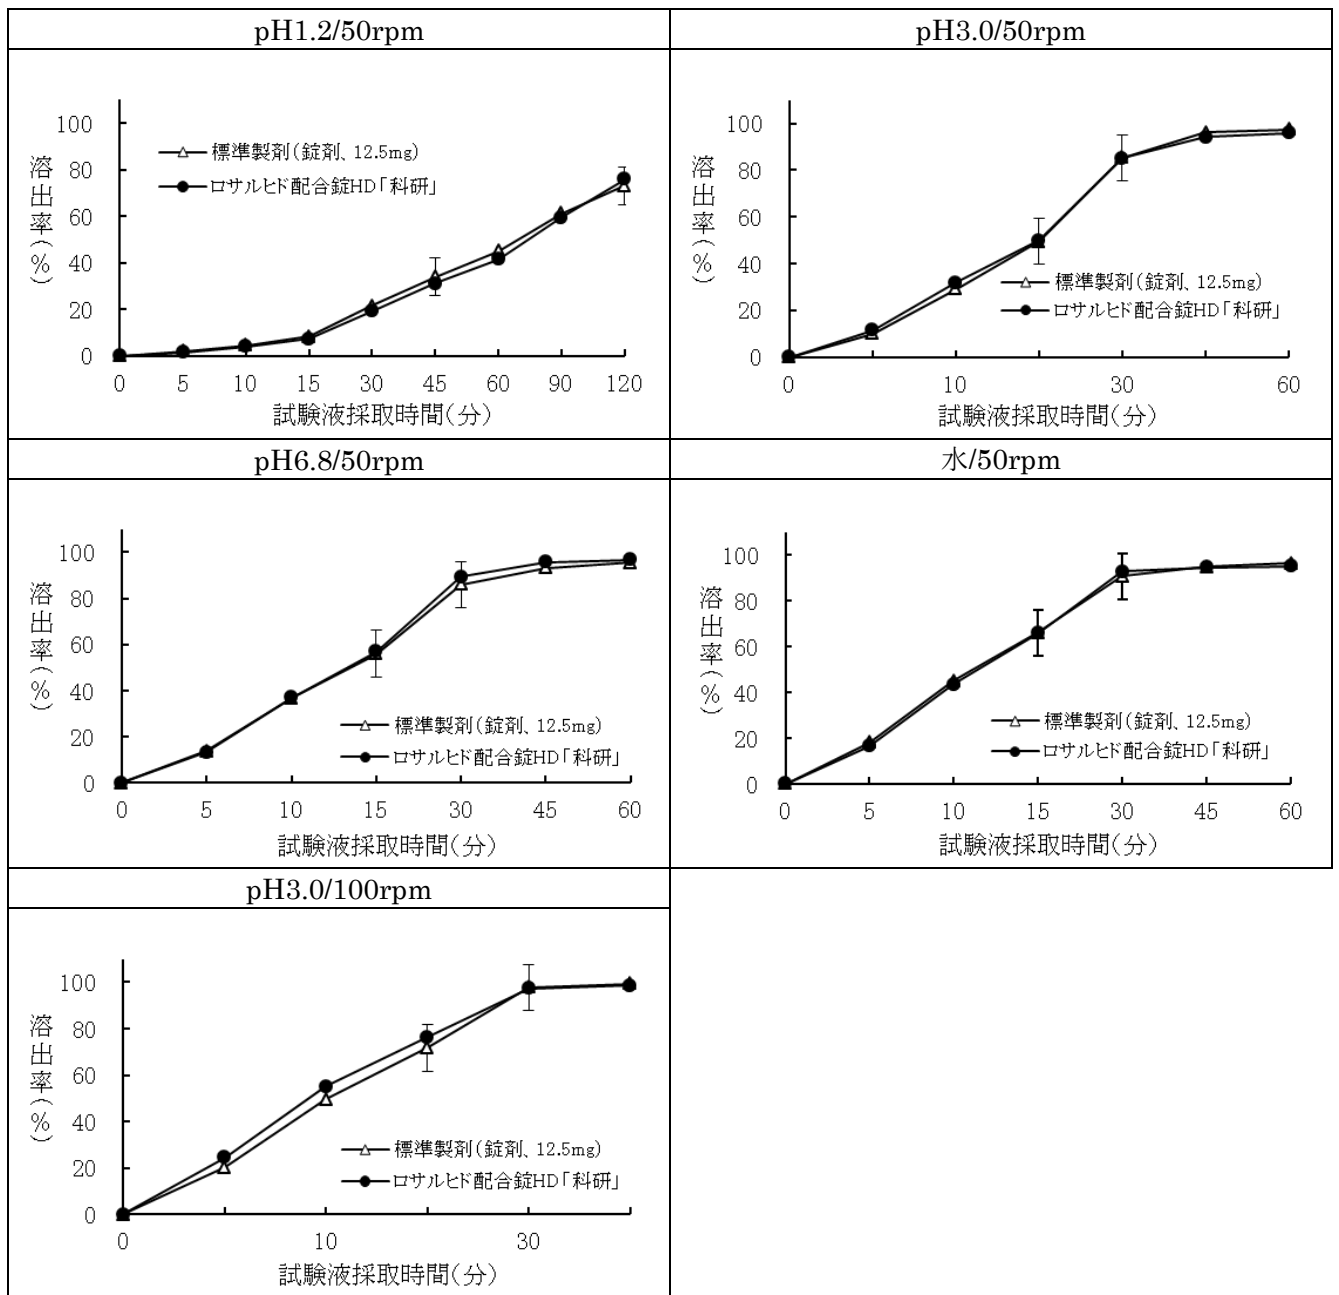 pH1.2/50rpm
100
80
60
40
20
0
溶出率(%)
標準製剤(錠剤、12.5mg)
ロサルヒド配合錠HD「科研」
0 5 10 15 30 45 60 90 120
試験液採取時間(分)
pH3.0/50rpm
100
80
60
40
20
0
溶出率(%)
標準製剤(錠剤、12.5mg)
ロサルヒド配合錠HD「科研」
0 10 30 60
試験液採取時間(分)
pH6.8/50rpm
100
80
60
40
20
0
溶出率(%)
標準製剤(錠剤、12.5mg)
ロサルヒド配合錠HD「科研」
0 5 10 15 30 45 60
試験液採取時間(分)
水/50rpm
100
80
60
40
20
0
溶出率(%)
標準製剤(錠剤、12.5mg)
ロサルヒド配合錠HD「科研」
0 5 10 15 30 45 60
試験液採取時間(分)
pH3.0/100rpm
100
80
60
40
20
0
溶出率(%)
標準製剤(錠剤、12.5mg)
ロサルヒド配合錠HD「科研」
0 10 30
試験液採取時間(分)